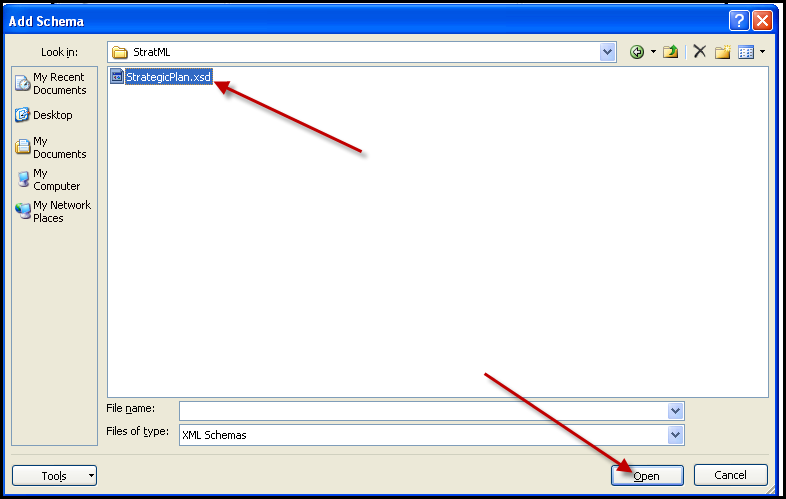 Add Schema
Look in:
StratML
My Recent
Documents
Desktop
My
Documents
My
Computer
My Network
Places
StrategicPlan.xsd
File name:
Files of type:
XML Schemas
Tools
Open
Cancel